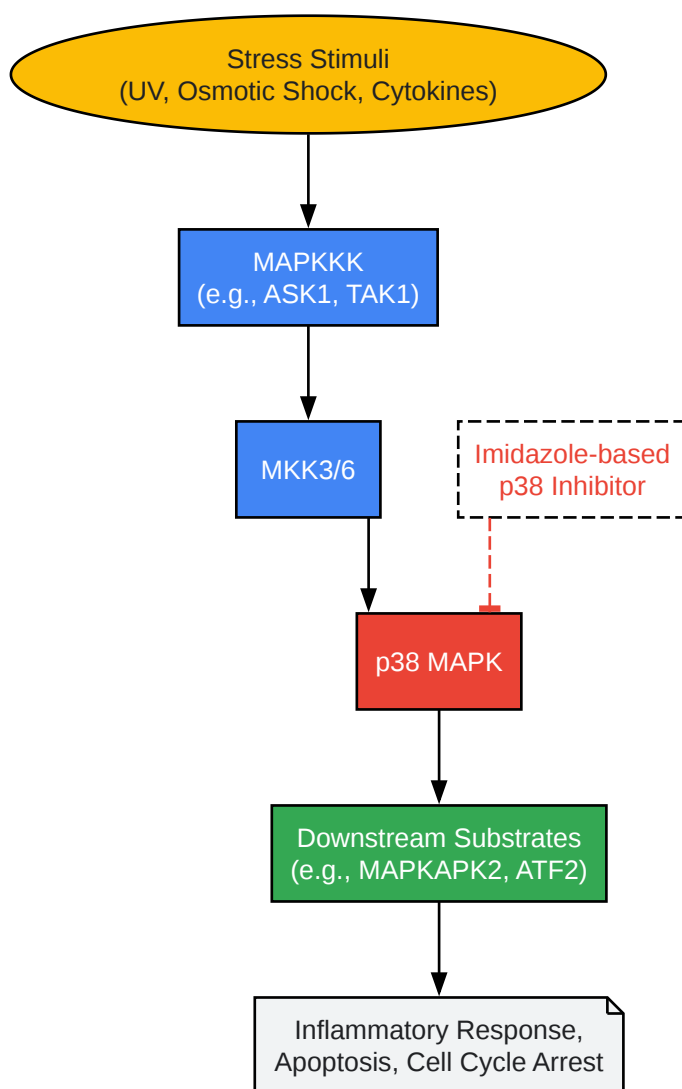 Stress Stimuli
(UV, Osmotic Shock, Cytokines)
MAPKKK
(e.g., ASK1, TAK1)
MKK3/6
Imidazole-based
p38 Inhibitor
p38 MAPK
Downstream Substrates
(e.g., MAPKAPK2, ATF2)
Inflammatory Response,
Apoptosis, Cell Cycle Arrest